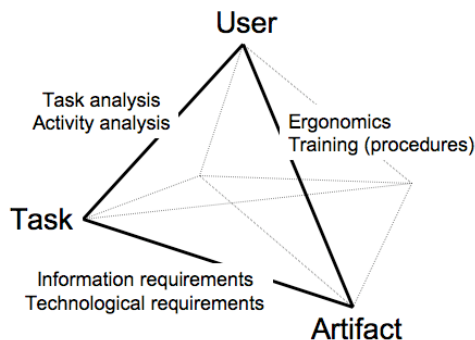 User
Task analysis
Activity analysis
Ergonomics
Training (procedures)
Task
Information requirements
Technological requirements
Artifact